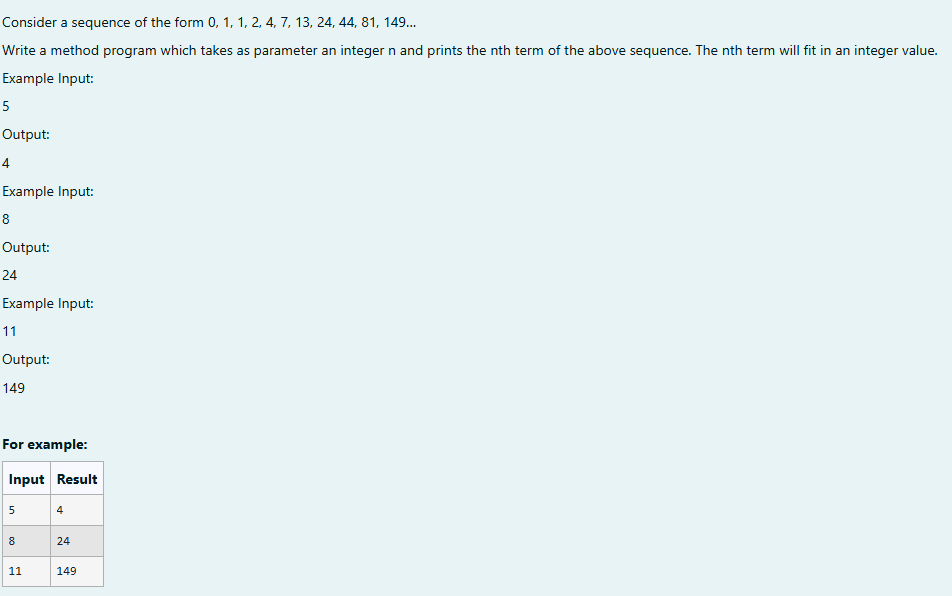 Consider a sequence of the form 0, 1, 1, 2, 4, 7, 13, 24, 44, 81, 149...
Write a method program which takes as parameter an integer n and prints the nth term of the above sequence. The nth term will fit in an integer value.
Example Input:
5
Output:
4
Example Input:
8
Output:
24
Example Input:
11
Output:
149
For example:
Input Result
5 4
8 24
11 149